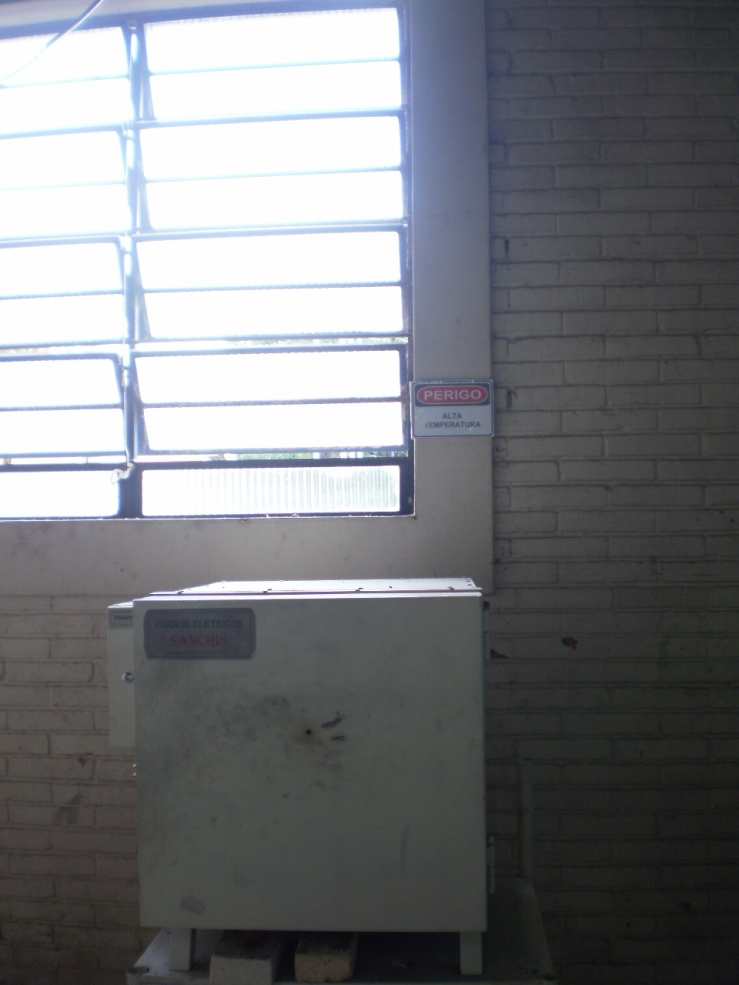 PERIGO
ALTA
TEMPERATURA
FORNOS ELÉTRICOS
SANCHIS